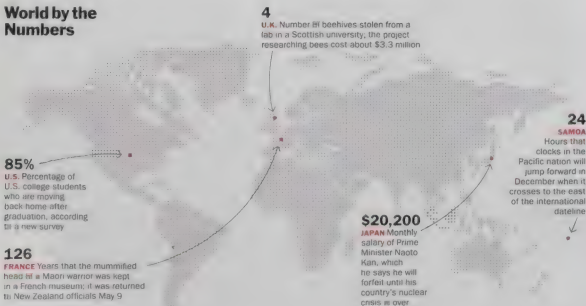 World by the
Numbers
4
U.K. Number of beehives stolen from a
lab in a Scottish university; the project
researching bees cost about $3.3 million
85%
U.S. Percentage of
U.S. college students
who are moving
back home after
graduation, according
to a new survey
126
FRANCE Years that the mummified
head of a Maori warrior was kept
in a French museum; it was returned
to New Zealand officials May 9
$20,200
JAPAN Monthly
salary of Prime
Minister Naoto
Kan, which
he says he will
forfeit until his
country's nuclear
crisis is over
24
SAMOA
Hours that
clocks in the
Pacific nation will
jump forward in
December when it
crosses to the east
of the international
dateline